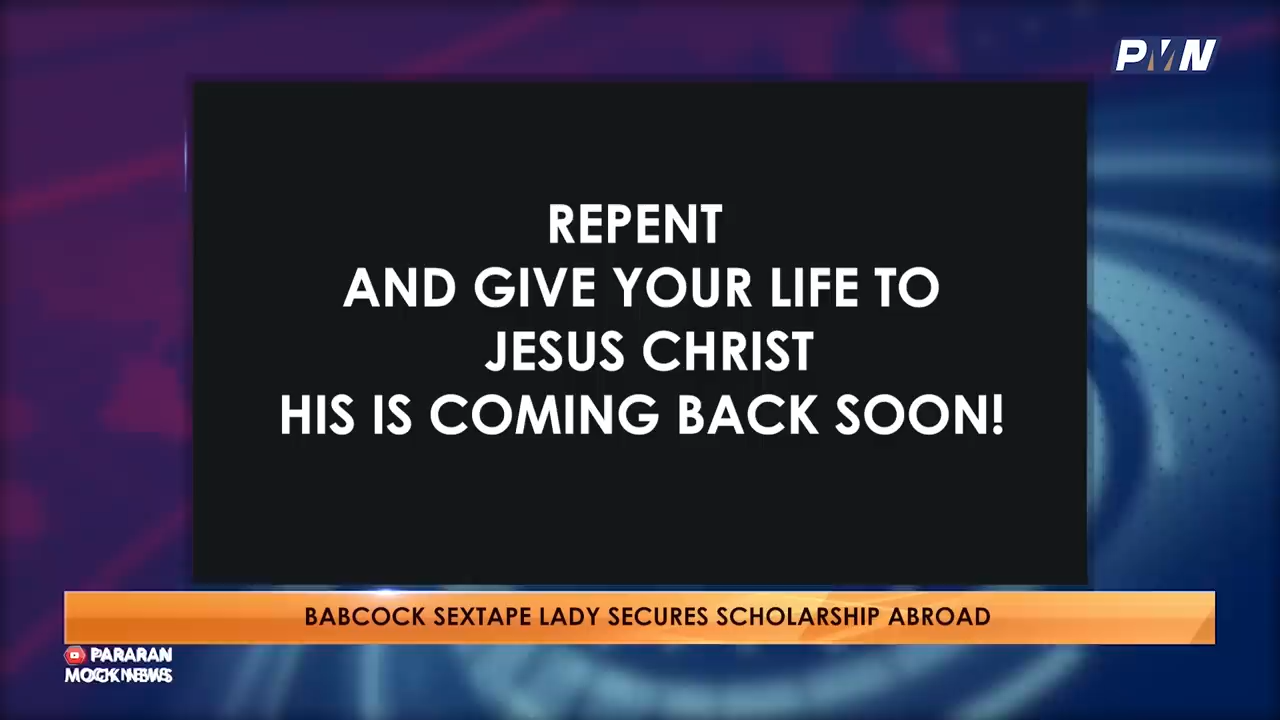 PMN
REPENT
AND GIVE YOUR LIFE TO
JESUS CHRIST
HIS IS COMING BACK SOON!
BABCOCK SEXTAPE LADY SECURES SCHOLARSHIP ABROAD
PARARAN
MOCK NEWS